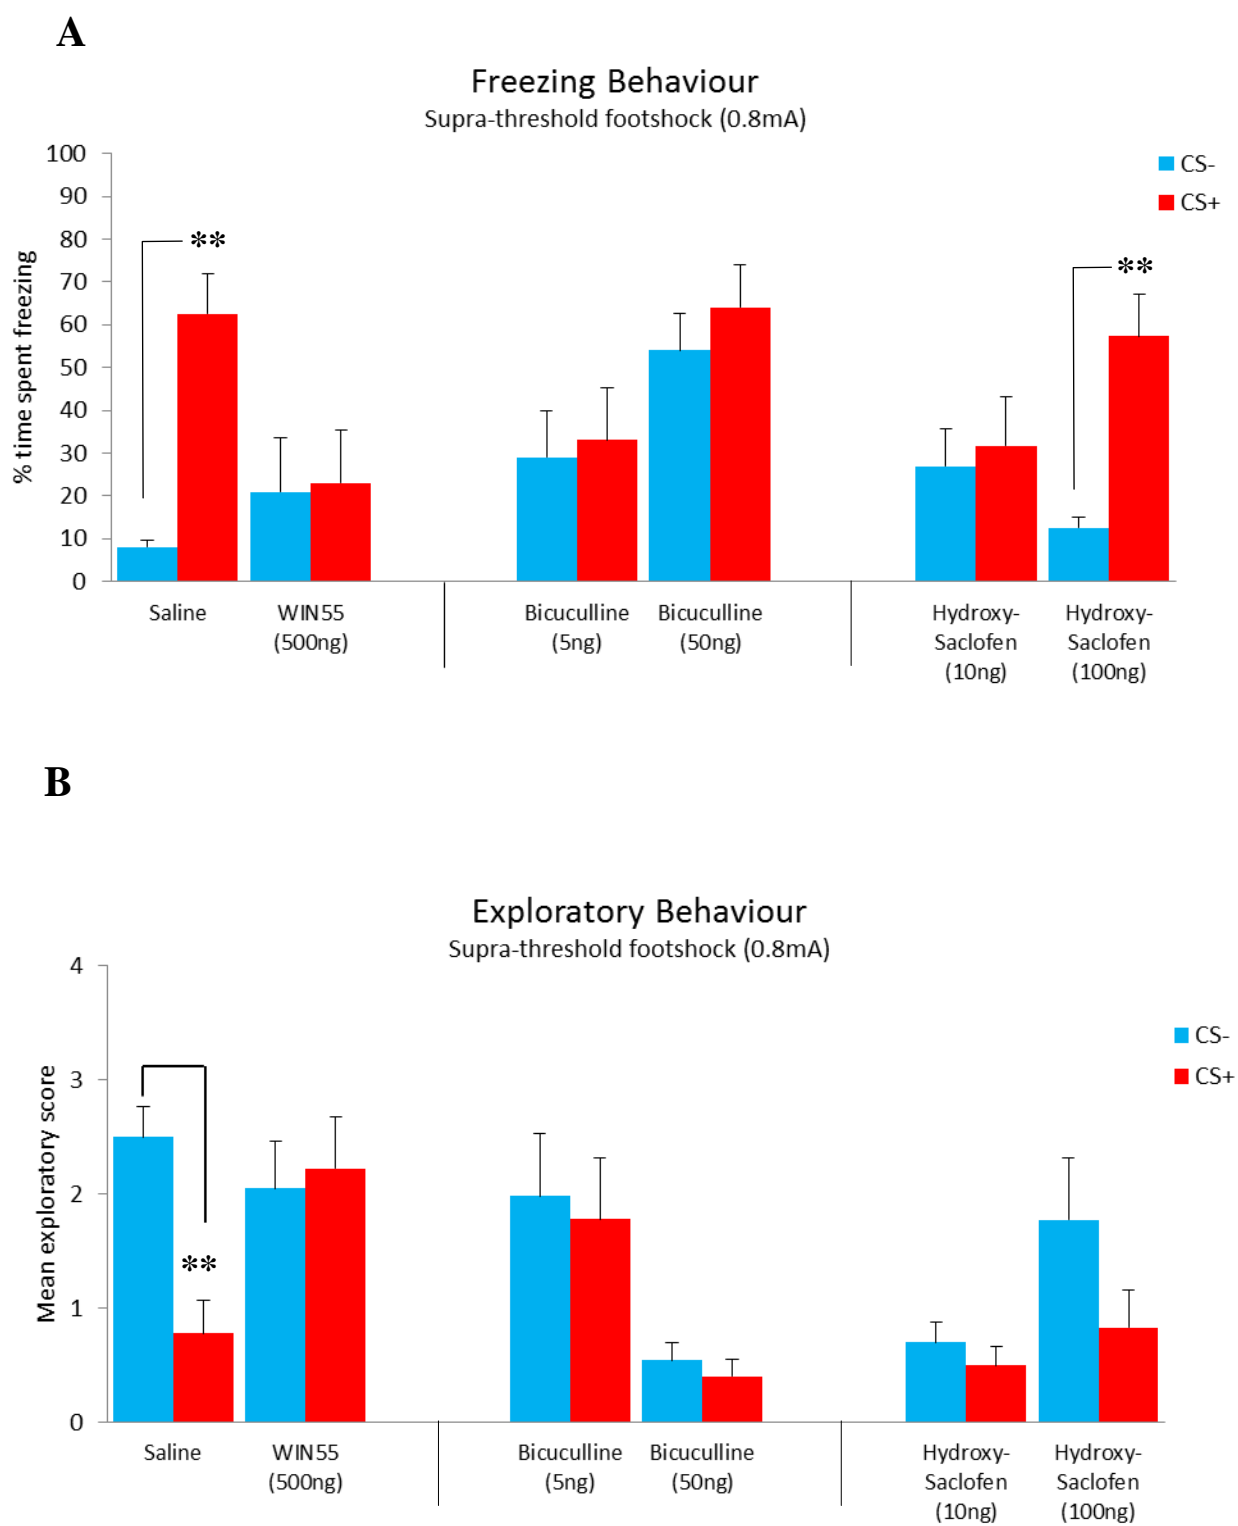 A
Freezing Behaviour
Supra-threshold footshock (0.8mA)
CS-
CS+
% time spent freezing
100
90
80
70
60
50
40
30
20
10
0
**
**
Saline
WIN55
(500ng)
Bicuculline
(5ng)
Bicuculline
(50ng)
Hydroxy-
Saclofen
(10ng)
Hydroxy-
Saclofen
(100ng)
B
Exploratory Behaviour
Supra-threshold footshock (0.8mA)
CS-
CS+
Mean exploratory score
4
3
2
1
0
**
Saline
WIN55
(500ng)
Bicuculline
(5ng)
Bicuculline
(50ng)
Hydroxy-
Saclofen
(10ng)
Hydroxy-
Saclofen
(100ng)